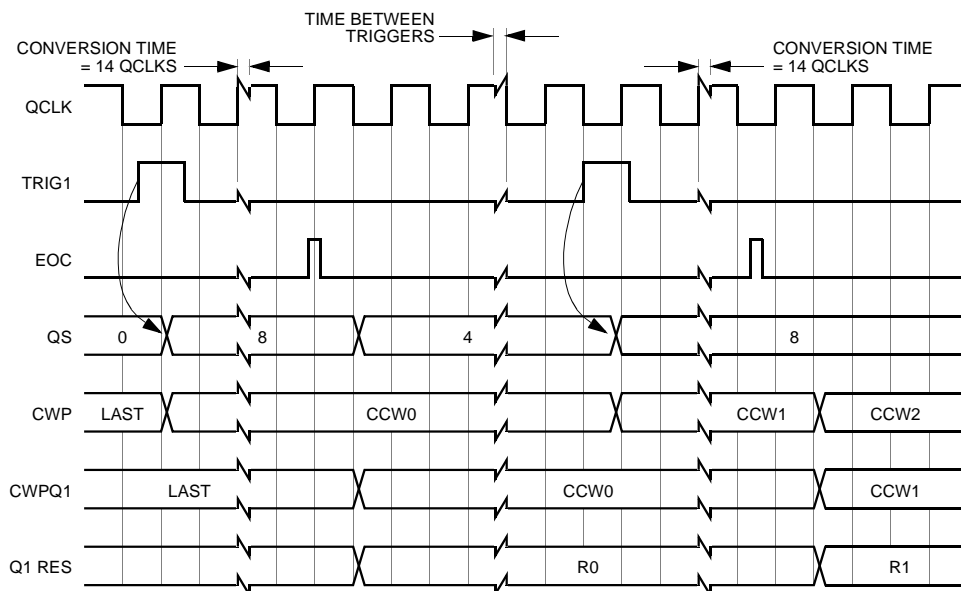 TIME BETWEEN
TRIGGERS
CONVERSION TIME
= 14 QCLKS
CONVERSION TIME
= 14 QCLKS
QCLK
TRIG1
EOC
QS
0
8
4
8
CWP
LAST
CCW0
CCW1
CCW2
CWPQ1
LAST
CCW0
CCW1
Q1 RES
R0
R1